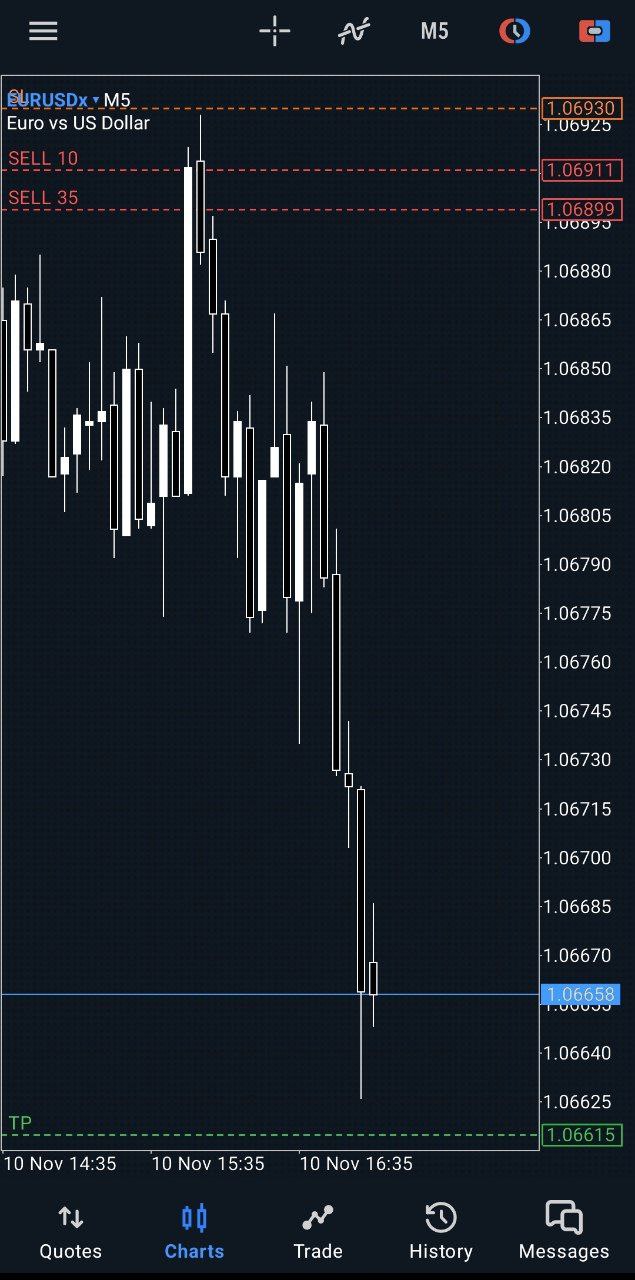 M5
SL
EURUSDx ▾ M5
Euro vs US Dollar
1.06930
1.06925
SELL 10
1.06911
SELL 35
1.06899
1.06895
1.06880
1.06865
1.06850
1.06835
1.06820
1.06805
1.06790
1.06775
1.06760
1.06745
1.06730
1.06715
1.06700
1.06685
1.06670
1.06658
1.06655
1.06640
1.06625
TP
1.06615
10 Nov 14:35 10 Nov 15:35 10 Nov 16:35
Quotes Charts Trade History Messages